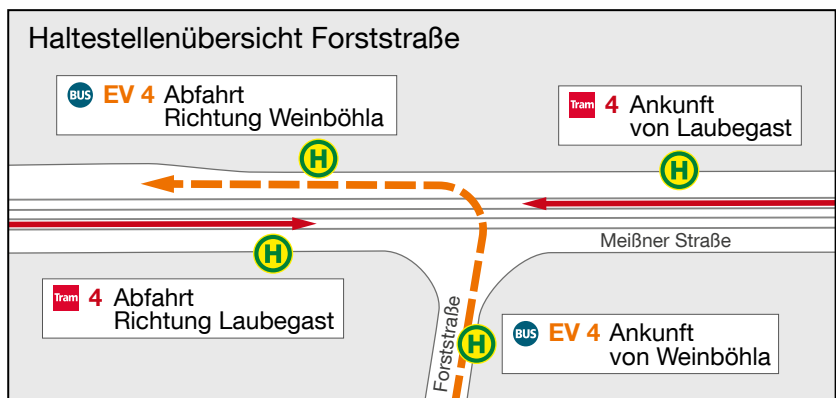 Haltestellenübersicht Forststraße
BUS EV 4 Abfahrt
Richtung Weinböhla
Tram 4 Ankunft
von Laubegast
H
H
Meißner Straße
H
Tram 4 Abfahrt
Richtung Laubegast
Forststraße
H
BUS EV 4 Ankunft
von Weinböhla